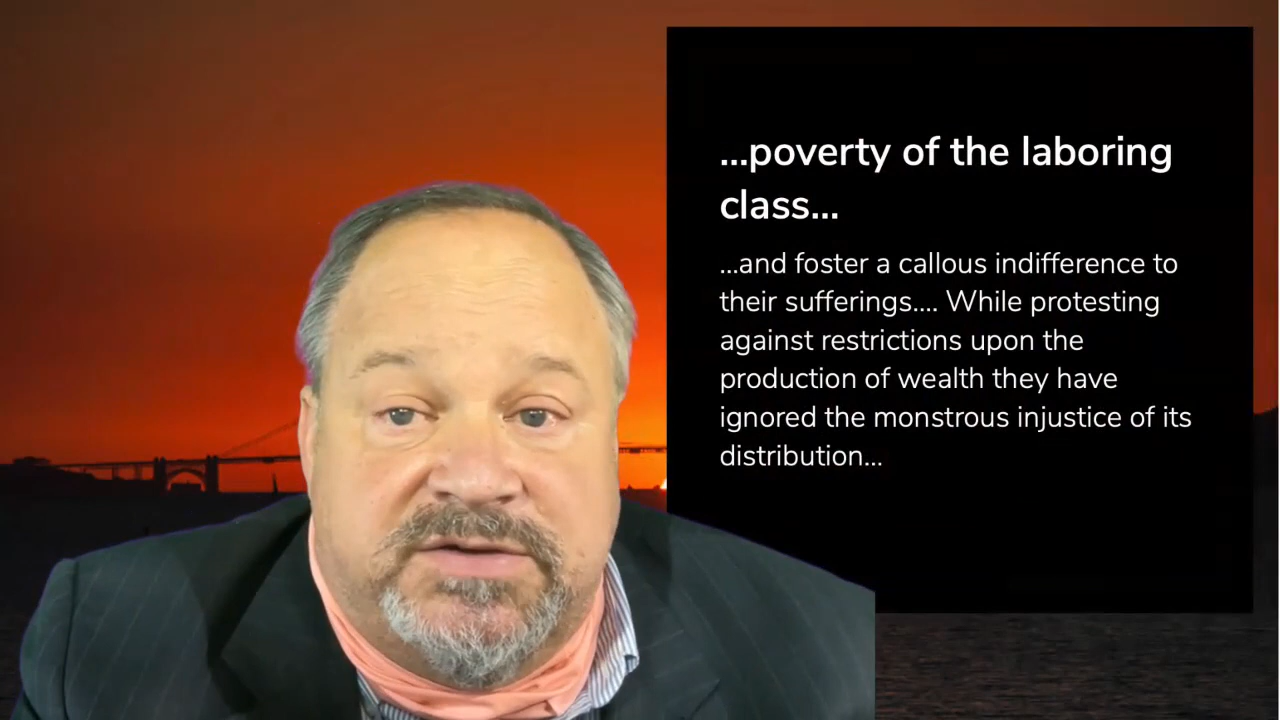 ...poverty of the laboring
class...
...and foster a callous indifference to
their sufferings.... While protesting
against restrictions upon the
production of wealth they have
ignored the monstrous injustice of its
distribution...